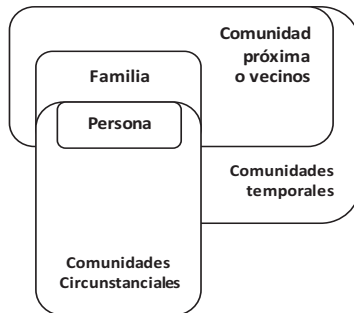 Comunidad
próxima
o vecinos
Familia
Persona
Comunidades
temporales
Comunidades
Circunstanciales